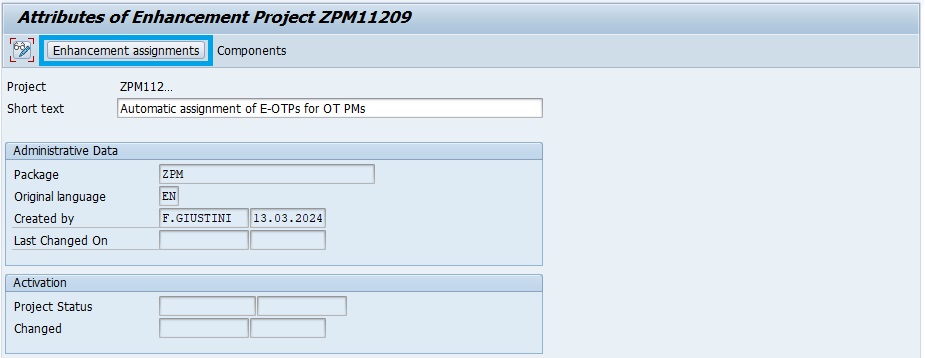 Attributes of Enhancement Project ZPM11209
Enhancement assignments Components
Project ZPM112...
Short text Automatic assignment of E-OTPs for OT PMs
Administrative Data
Package ZPM
Original language EN
Created by F.GIUSTINI 13.03.2024
Last Changed On
Activation
Project Status
Changed